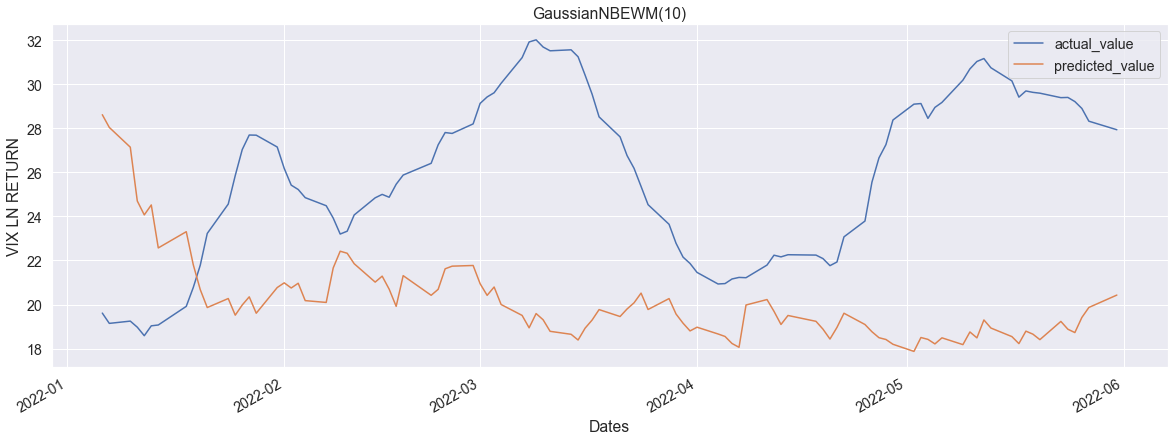 GaussianNBEWM(10)
actual_value
predicted_value
VIX LN RETURN
32
30
28
26
24
22
20
18
2022-01
2022-02
2022-03
2022-04
2022-05
2022-06
Dates